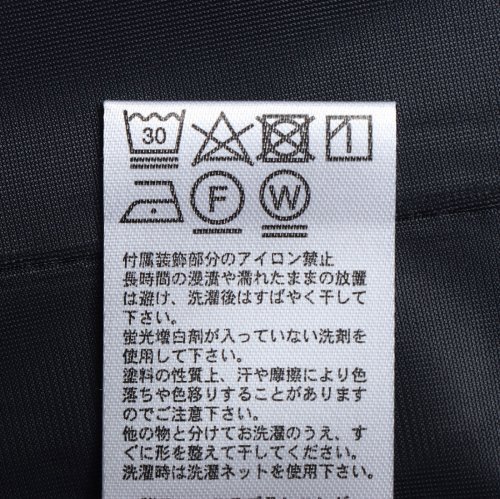 30
F W
付属装飾部分のアイロン禁止
長時間の浸漬や濡れたままの放置
は避け、洗濯後はすばやく干して
下さい。
蛍光増白剤が入っていない洗剤を
使用して下さい。
塗料の性質上、汗や摩擦により色
落ちや色移りすることがあります
のでご注意下さい。
他の物と分けてお洗濯のうえ、す
ぐに形を整えて干してください。
洗濯時は洗濯ネットを使用して下